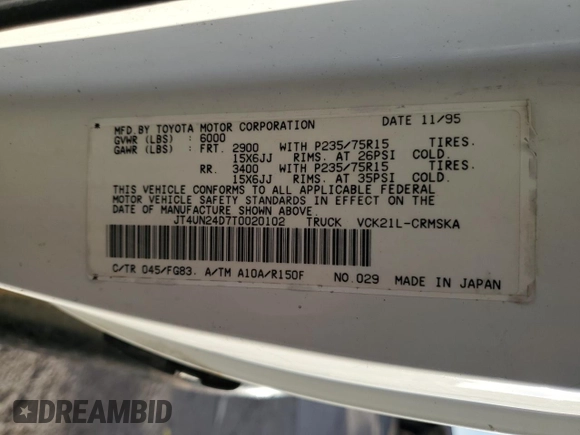 MFD.BY TOYOTA MOTOR CORPORATION DATE 11/95
GVWR (LBS): 6000
GAWR (LBS): FRT. 2900 WITH P235/75R15 TIRES.
15X6JJ RIMS. AT 26PSI COLD.
RR. 3400 WITH P235/75R15 TIRES.
15X6JJ RIMS. AT 35PSI COLD.
THIS VEHICLE CONFORMS TO ALL APPLICABLE FEDERAL
MOTOR VEHICLE SAFETY STANDARDS IN EFFECT ON THE
DATE OF MANUFACTURE SHOWN ABOVE.
JT4UN24D7T0020102 TRUCK VCK21L-CRMSKA
C/TR 045/FG83. A/TM A10A/R150F NO.029 MADE IN JAPAN
DREAMBID